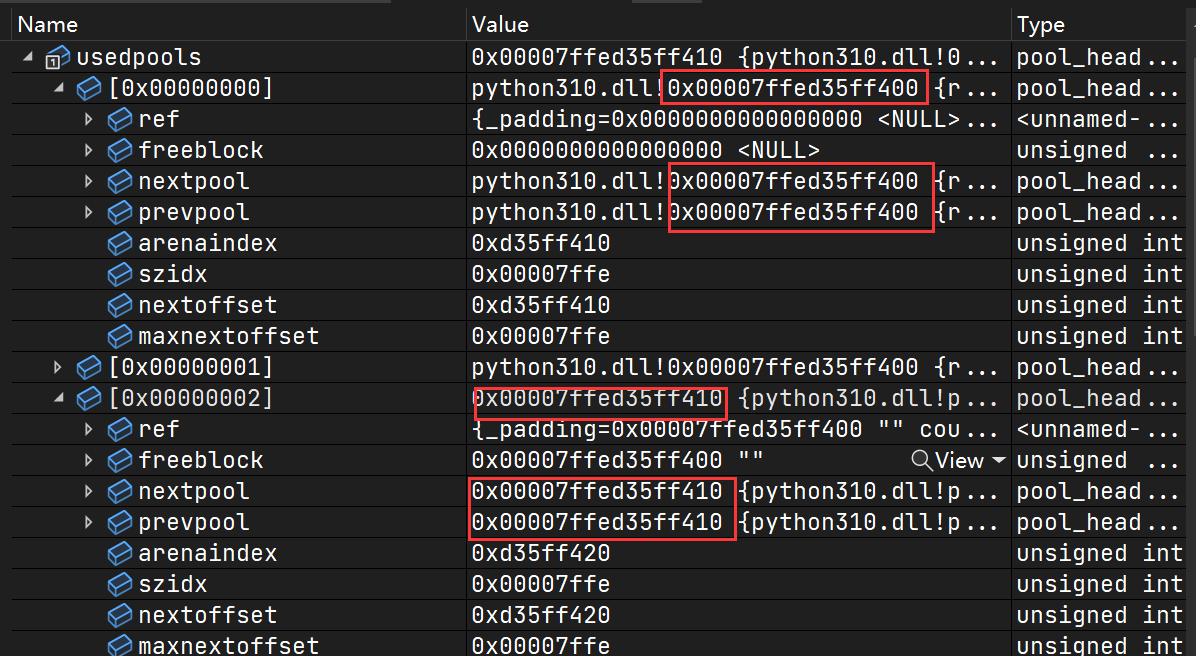 Name Value Type
usedpools 0x00007ffed35ff410 {python310.dll!0... pool_head...
[0x00000000] python310.dll!0x00007ffed35ff400 {r... pool_head...
ref {_padding=0x0000000000000000 <NULL>... <unnamed-...
freeblock 0x0000000000000000 <NULL> unsigned ...
nextpool python310.dll!0x00007ffed35ff400 {r... pool_head...
prevpool python310.dll!0x00007ffed35ff400 {r... pool_head...
arenaindex 0xd35ff410 unsigned int
szidx 0x00007ffe unsigned int
nextoffset 0xd35ff410 unsigned int
maxnextoffset 0x00007ffe unsigned int
[0x00000001] python310.dll!0x00007ffed35ff400 {r... pool_head...
[0x00000002] 0x00007ffed35ff410 {python310.dll!p... pool_head...
ref {_padding=0x00007ffed35ff400 "" cou... <unnamed-...
freeblock 0x00007ffed35ff400 "" View unsigned ...
nextpool 0x00007ffed35ff410 {python310.dll!p... pool_head...
prevpool 0x00007ffed35ff410 {python310.dll!p... pool_head...
arenaindex 0xd35ff420 unsigned int
szidx 0x00007ffe unsigned int
nextoffset 0xd35ff420 unsigned int
maxnextoffset 0x00007ffe unsigned int